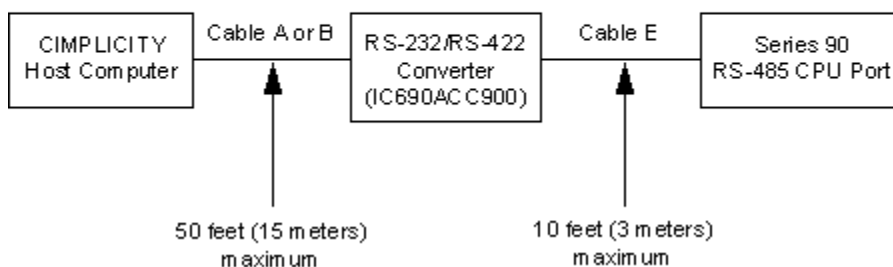 CIMPLICITY
Host Computer
Cable A or B
RS-232/RS-422
Converter
(IC690ACC900)
Cable E
Series 90
RS-485 CPU Port
50 feet (15 meters)
maximum
10 feet (3 meters)
maximum